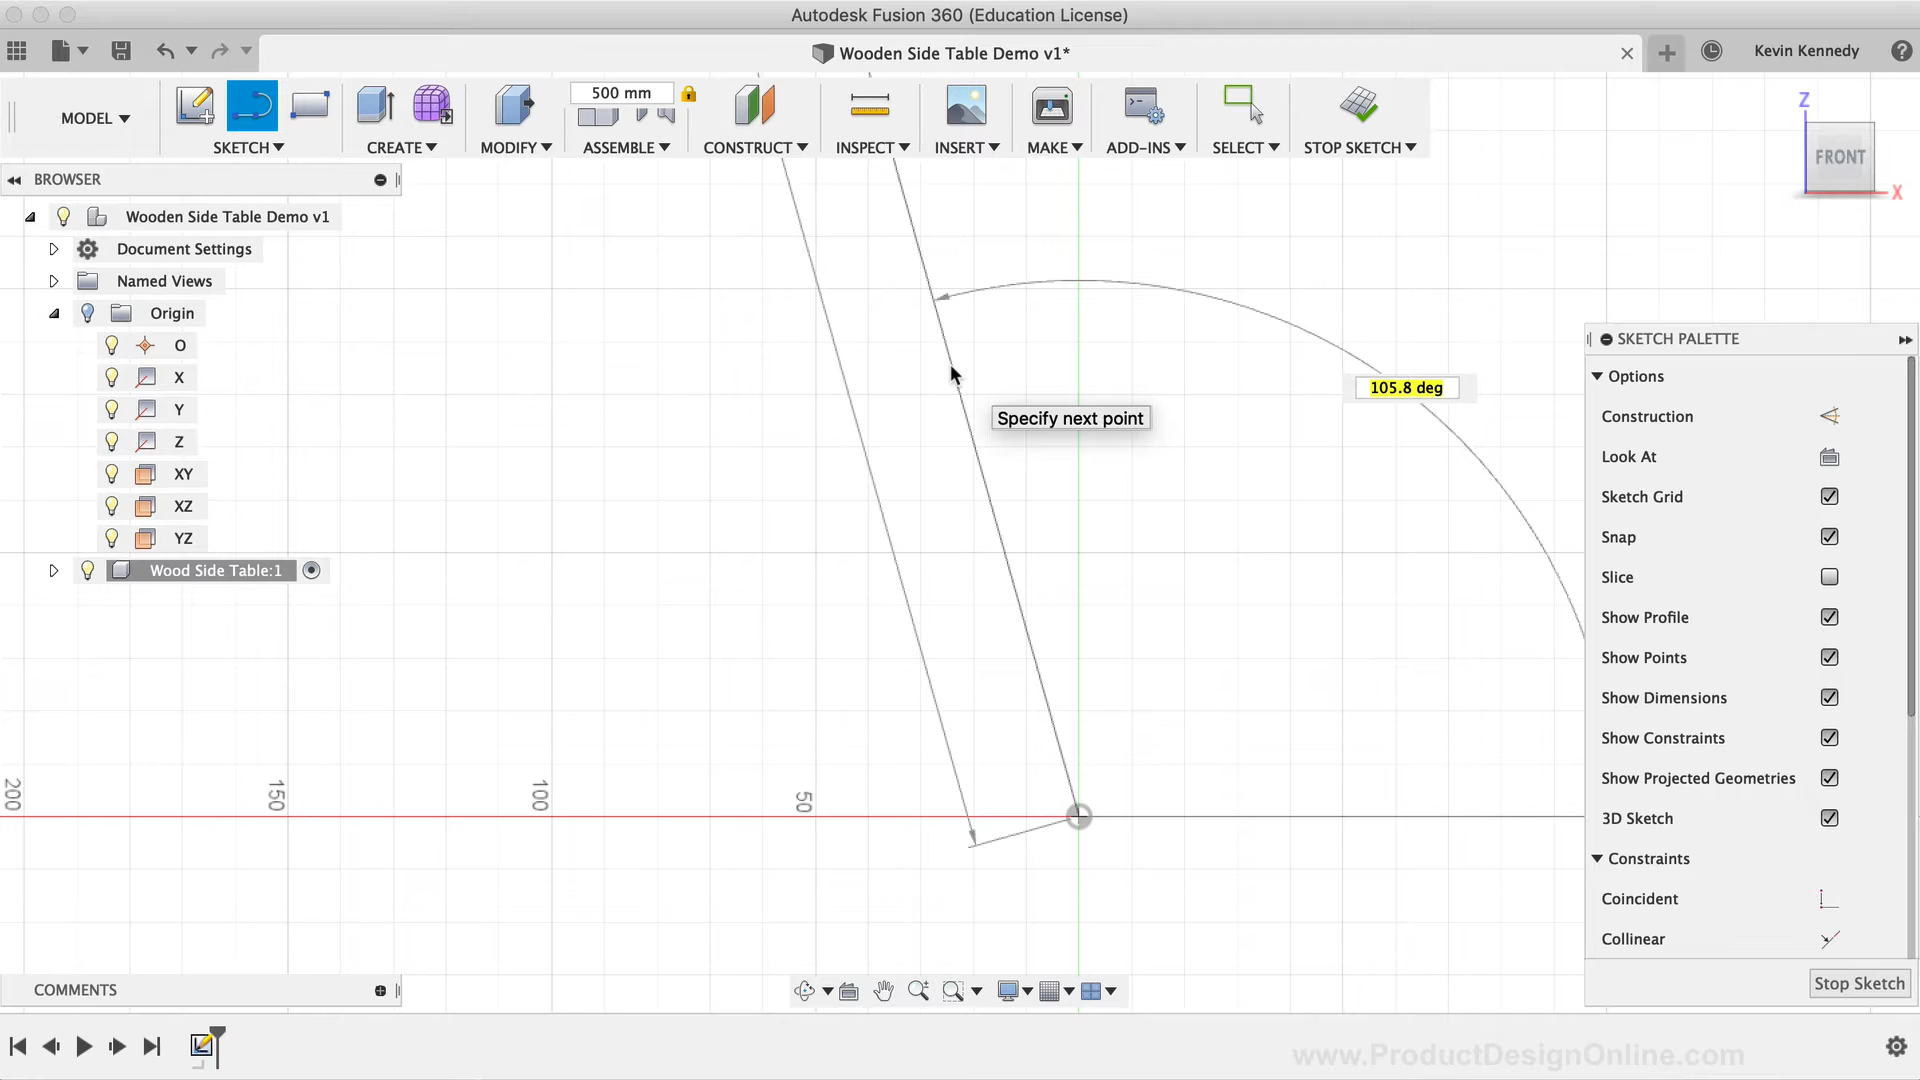 Autodesk Fusion 360 (Education License)
Wooden Side Table Demo v1*
Kevin Kennedy
MODEL
500 mm
SKETCH
CREATE
MODIFY
ASSEMBLE
CONSTRUCT
INSPECT
INSERT
MAKE
ADD-INS
SELECT
STOP SKETCH
Z
FRONT
X
BROWSER
Wooden Side Table Demo v1
Document Settings
Named Views
Origin
O
X
Y
Z
XY
XZ
YZ
Wood Side Table:1
105.8 deg
Specify next point
200
150
100
50
SKETCH PALETTE
Options
Construction
Look At
Sketch Grid
Snap
Slice
Show Profile
Show Points
Show Dimensions
Show Constraints
Show Projected Geometries
3D Sketch
Constraints
Coincident
Collinear
Stop Sketch
COMMENTS
www.ProductDesignOnline.com